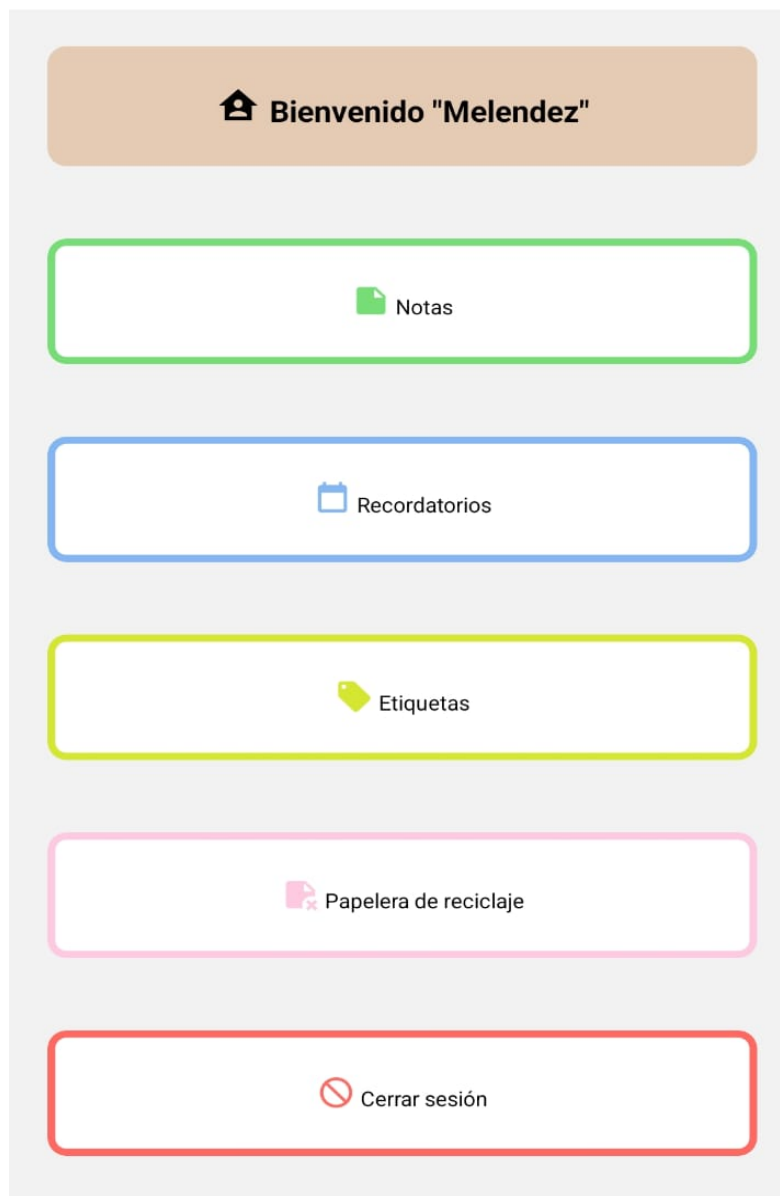 Bienvenido "Melendez"
Notas
Recordatorios
Etiquetas
Papelera de reciclaje
Cerrar sesión